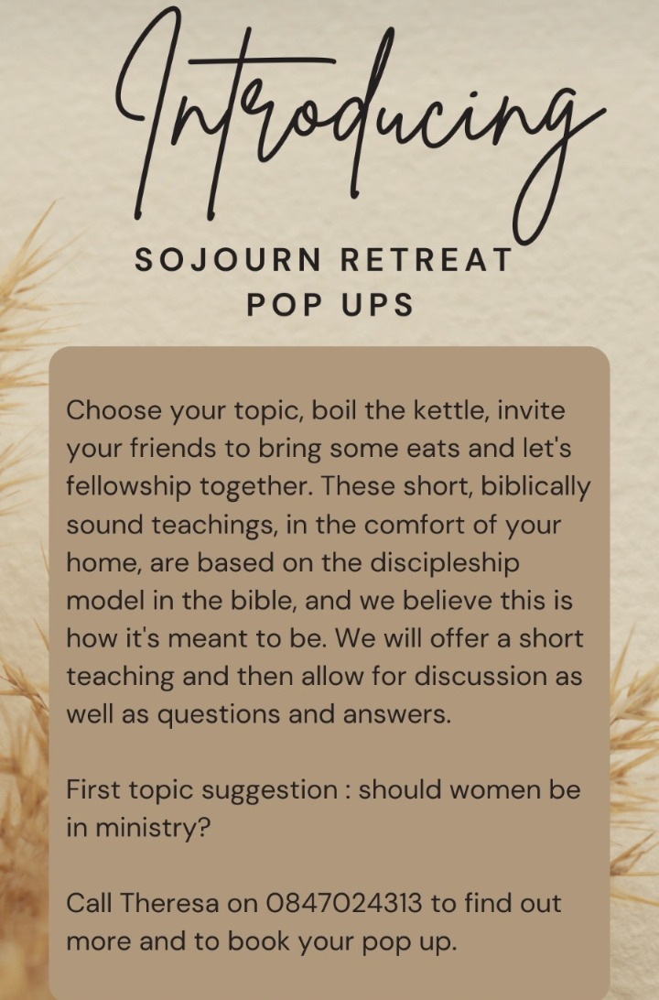 Introducing
SOJOURN RETREAT
POP UPS
Choose your topic, boil the kettle, invite
your friends to bring some eats and let's
fellowship together. These short, biblically
sound teachings, in the comfort of your
home, are based on the discipleship
model in the bible, and we believe this is
how it's meant to be. We will offer a short
teaching and then allow for discussion as
well as questions and answers.
First topic suggestion : should women be
in ministry?
Call Theresa on 0847024313 to find out
more and to book your pop up.